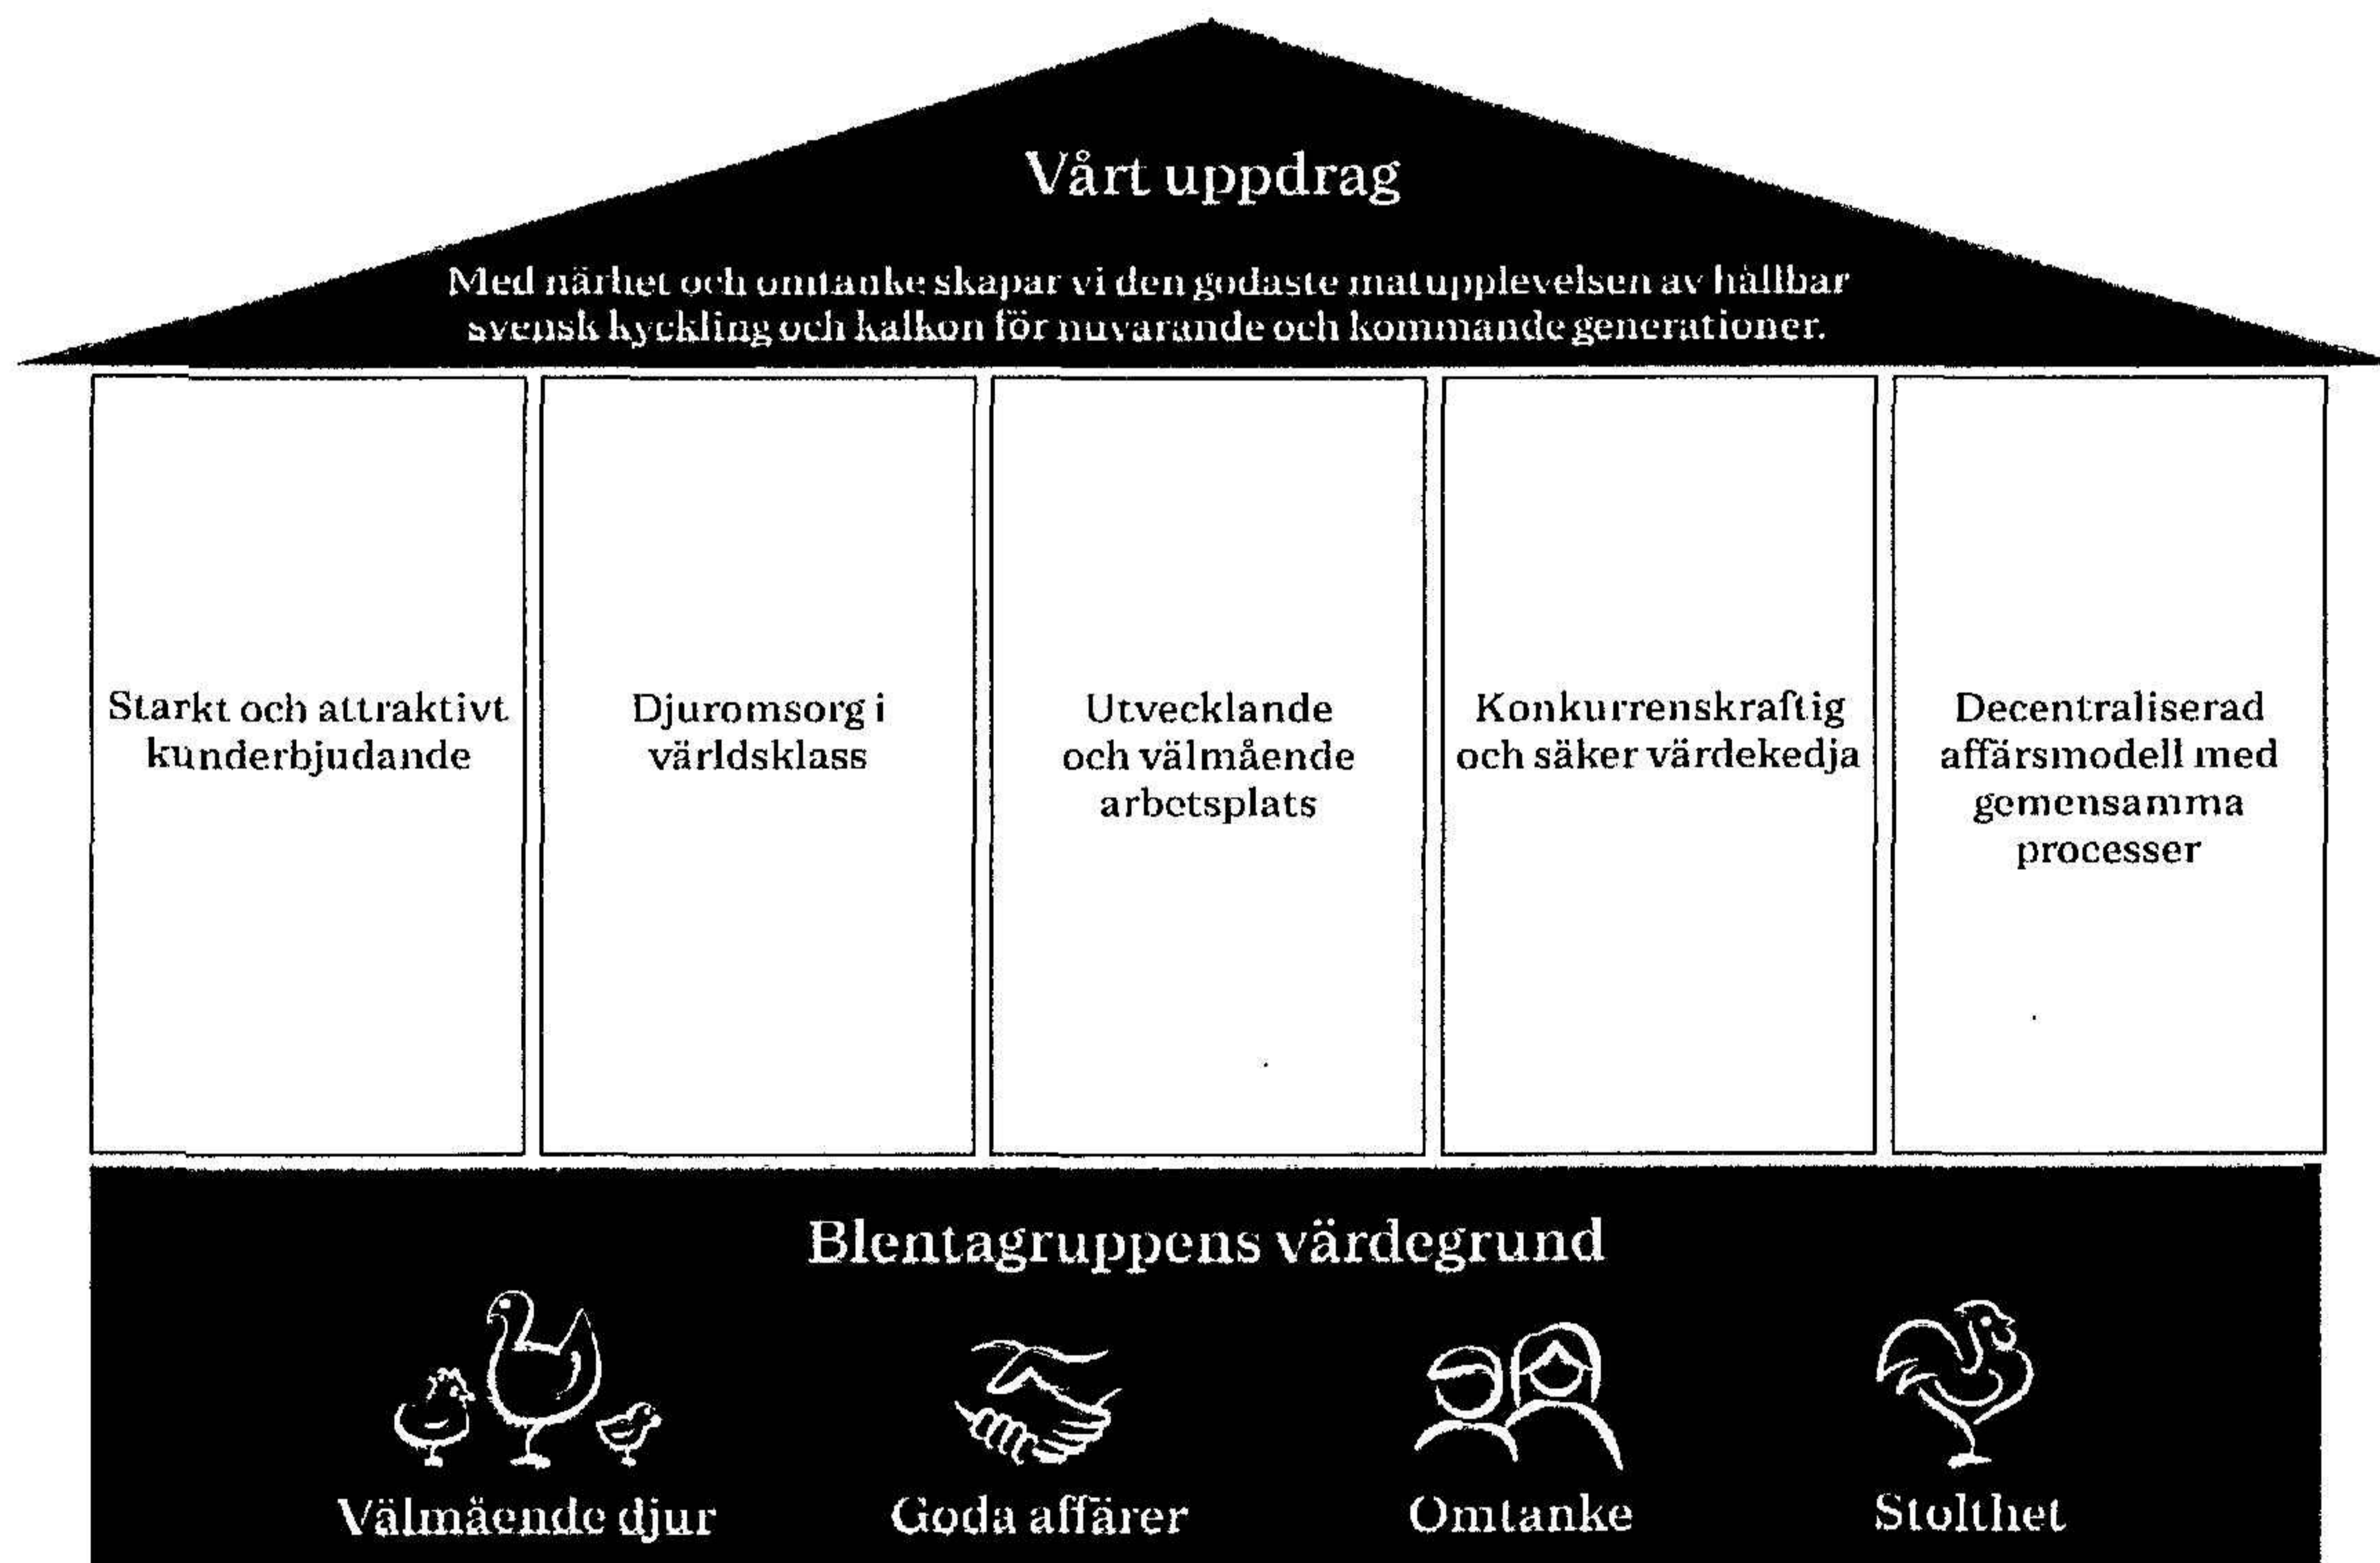 Vårt uppdrag
Med närhet och omtanke skapar vi den godaste matupplevelsen av hållbar
svensk kyckling och kalkon för nuvarande och kommande generationer.
Starkt och attraktivt
kunderbjudande
Djuromsorg i
världsklass
Utvecklande
och välmående
arbetsplats
Konkurrenskraftig
och säker värdekedja
Decentraliserad
affärsmodell med
gemensamma
processer
Blentagruppens värdegrund
Välmående djur
Goda affärer
Omtanke
Stolthet